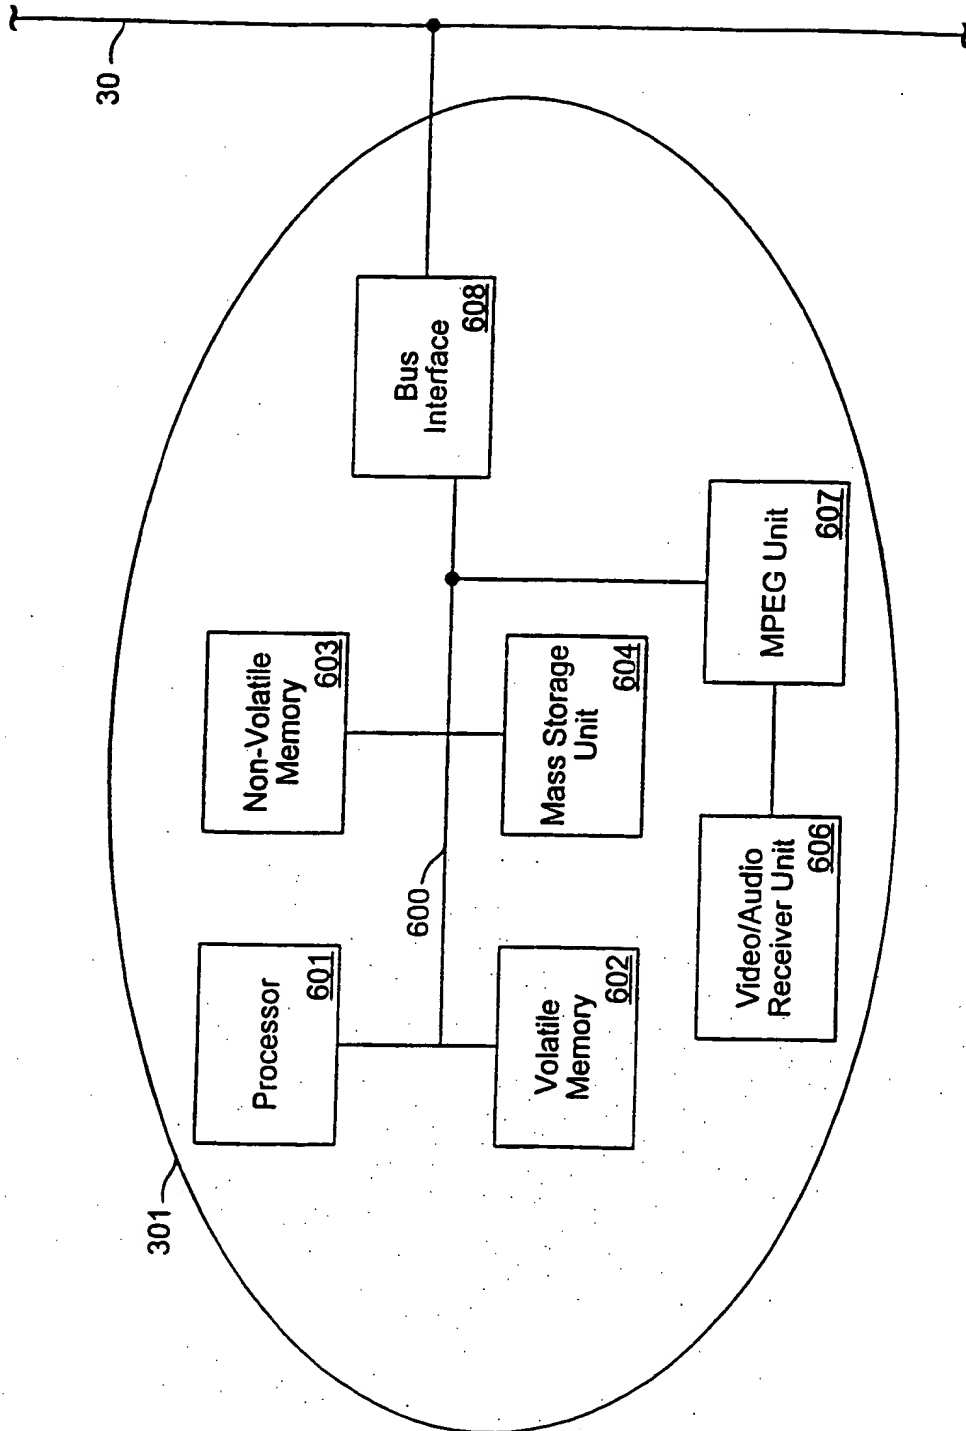 30
301
Processor
601
Non-Volatile
Memory
603
Bus
Interface
608
600
Volatile
Memory
602
Mass Storage
Unit
604
Video/Audio
Receiver Unit
606
MPEG Unit
607